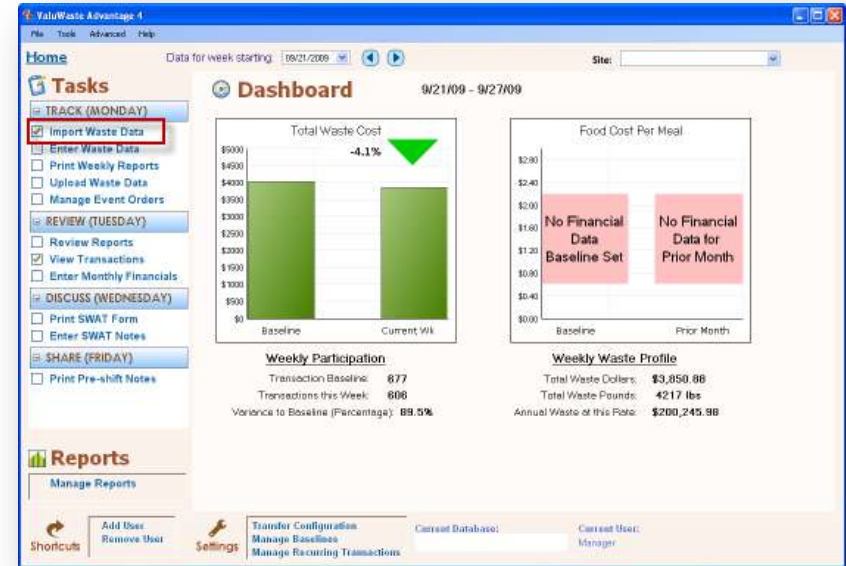 ValuWaste Advantage 4
File Tools Advanced Help
Home Data for week starting: 09/21/2009 Site:
Tasks
TRACK (MONDAY)
Import Waste Data
Enter Waste Data
Print Weekly Reports
Upload Waste Data
Manage Event Orders
REVIEW (TUESDAY)
Review Reports
View Transactions
Enter Monthly Financials
DISCUSS (WEDNESDAY)
Print SWAT Form
Enter SWAT Notes
SHARE (FRIDAY)
Print Pre-shift Notes
Reports
Manage Reports
Dashboard 9/21/09 - 9/27/09
Total Waste Cost
-4.1%
$5000
$4500
$4000
$3500
$3000
$2500
$2000
$1500
$1000
$500
$0
Baseline Current Wk
Food Cost Per Meal
$2.80
$2.40
$2.00
$1.60
$1.20
$0.80
$0.40
$0.00
No Financial
Data
Baseline Set
No Financial
Data for
Prior Month
Baseline Prior Month
Weekly Participation
Transaction Baseline: 677
Transactions this Week: 606
Variance to Baseline (Percentage): 89.5%
Weekly Waste Profile
Total Waste Dollars: $3,850.88
Total Waste Pounds: 4217 lbs
Annual Waste at this Rate: $200,245.98
Shortcuts
Add User
Remove User
Settings
Transfer Configuration
Manage Baselines
Manage Recurring Transactions
Current Database:
Current User:
Manager